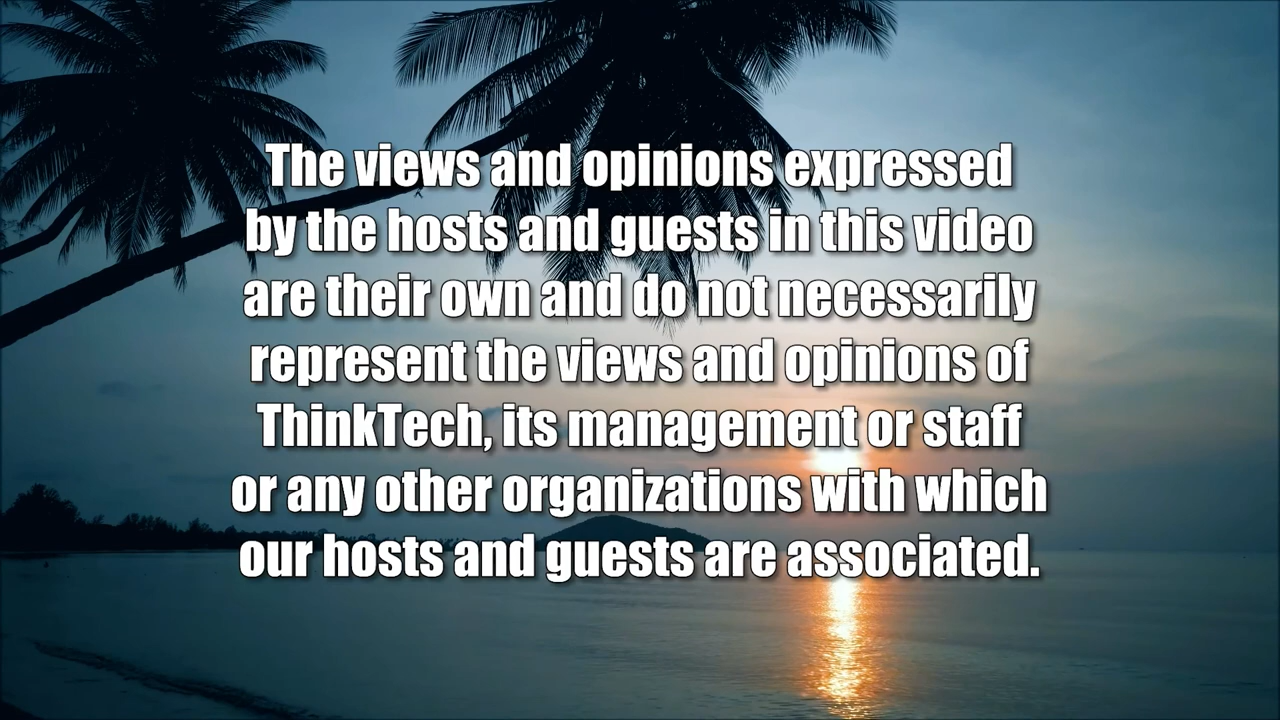 The views and opinions expressed
by the hosts and guests in this video
are their own and do not necessarily
represent the views and opinions of
ThinkTech, its management or staff
or any other organizations with which
our hosts and guests are associated.